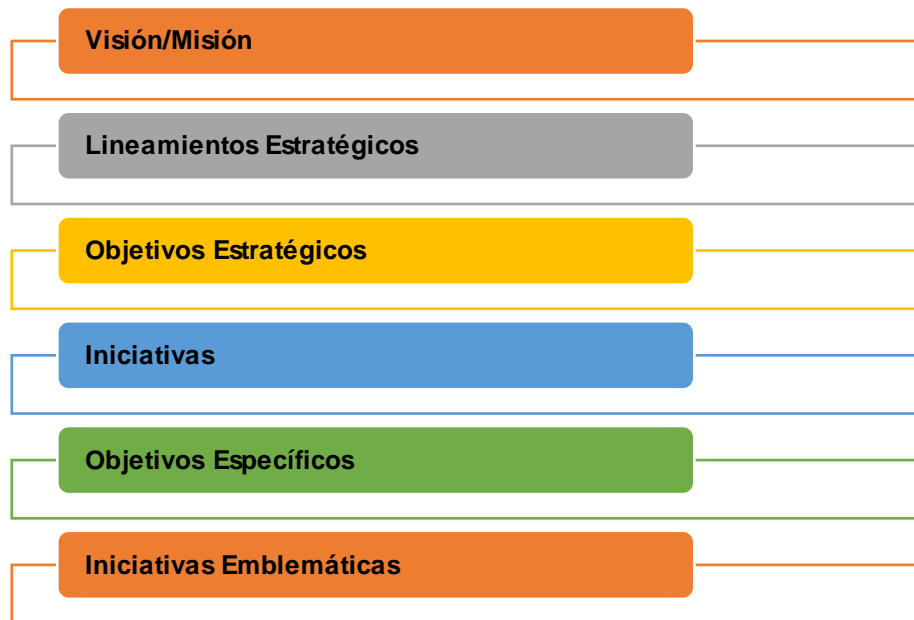 Visión/Misión
Lineamientos Estratégicos
Objetivos Estratégicos
Iniciativas
Objetivos Específicos
Iniciativas Emblemáticas